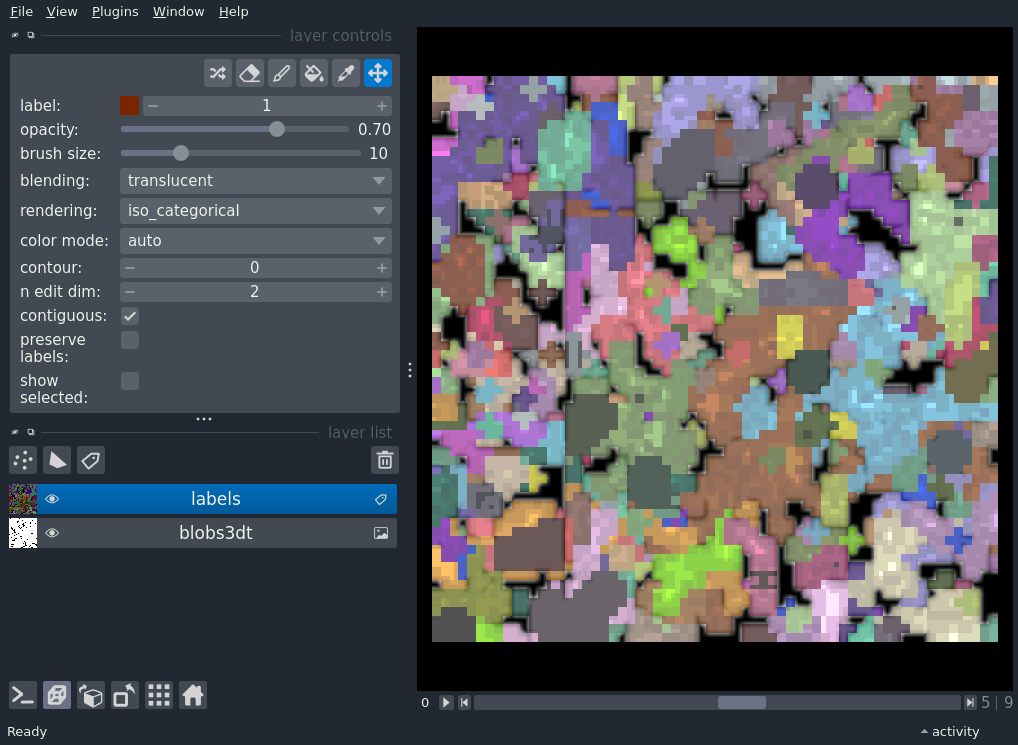 File View Plugins Window Help
layer controls
label: 1
opacity: 0.70
brush size: 10
blending: translucent
rendering: iso_categorical
color mode: auto
contour: 0
n edit dim: 2
contiguous:
preserve
labels:
show
selected:
layer list
labels
blobs3dt
0 5 | 9
Ready activity